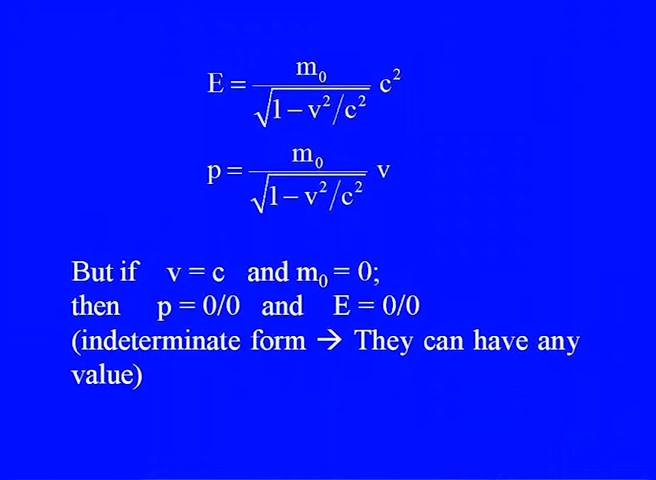 E = m₀/√(1 – v²/c²) c²
p = m₀/√(1 – v²/c²) v
But if v = c and m₀ = 0;
then p = 0/0 and E = 0/0
(indeterminate form → They can have any
value)